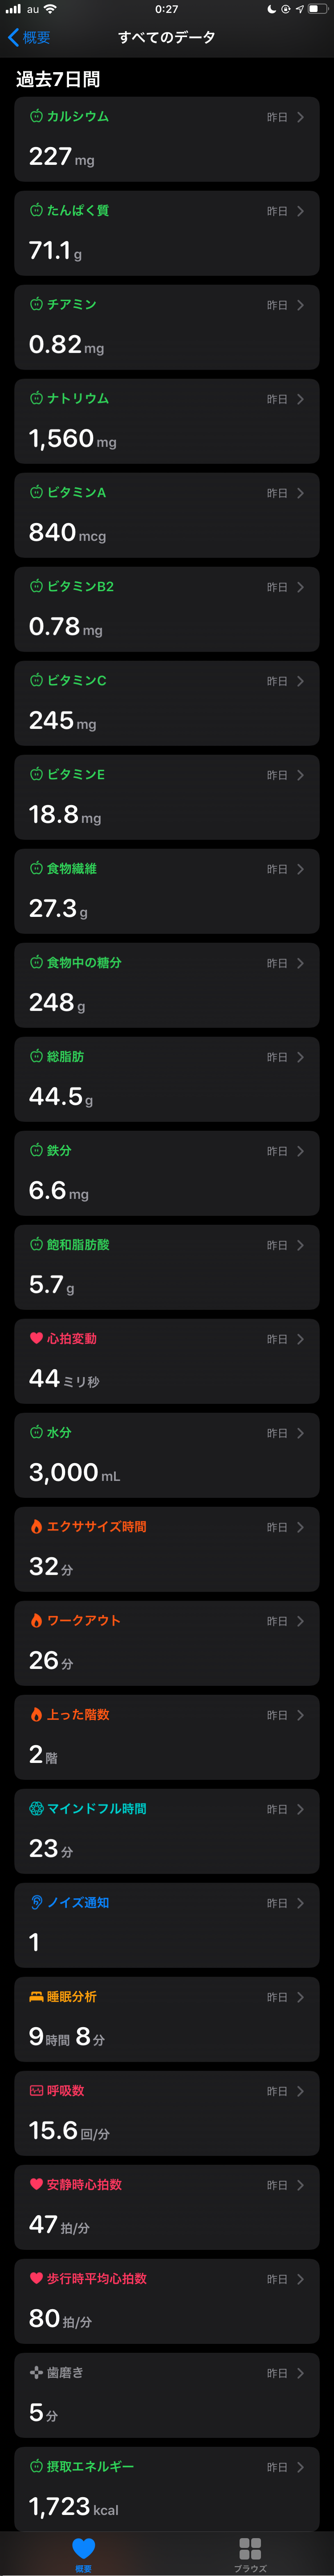 au 0:27
概要 すべてのデータ
過去7日間
カルシウム 昨日
227 mg
たんぱく質 昨日
71.1 g
チアミン 昨日
0.82 mg
ナトリウム 昨日
1,560 mg
ビタミンA 昨日
840 mcg
ビタミンB2 昨日
0.78 mg
ビタミンC 昨日
245 mg
ビタミンE 昨日
18.8 mg
食物繊維 昨日
27.3 g
食物中の糖分 昨日
248 g
総脂肪 昨日
44.5 g
鉄分 昨日
6.6 mg
飽和脂肪酸 昨日
5.7 g
心拍変動 昨日
44 ミリ秒
水分 昨日
3,000 mL
エクササイズ時間 昨日
32 分
ワークアウト 昨日
26 分
上った階数 昨日
2 階
マインドフル時間 昨日
23 分
ノイズ通知 昨日
1
睡眠分析 昨日
9 時間 8 分
呼吸数 昨日
15.6 回/分
安静時心拍数 昨日
47 拍/分
歩行時平均心拍数 昨日
80 拍/分
歯磨き 昨日
5 分
摂取エネルギー 昨日
1,723 kcal
概要 ブラウズ